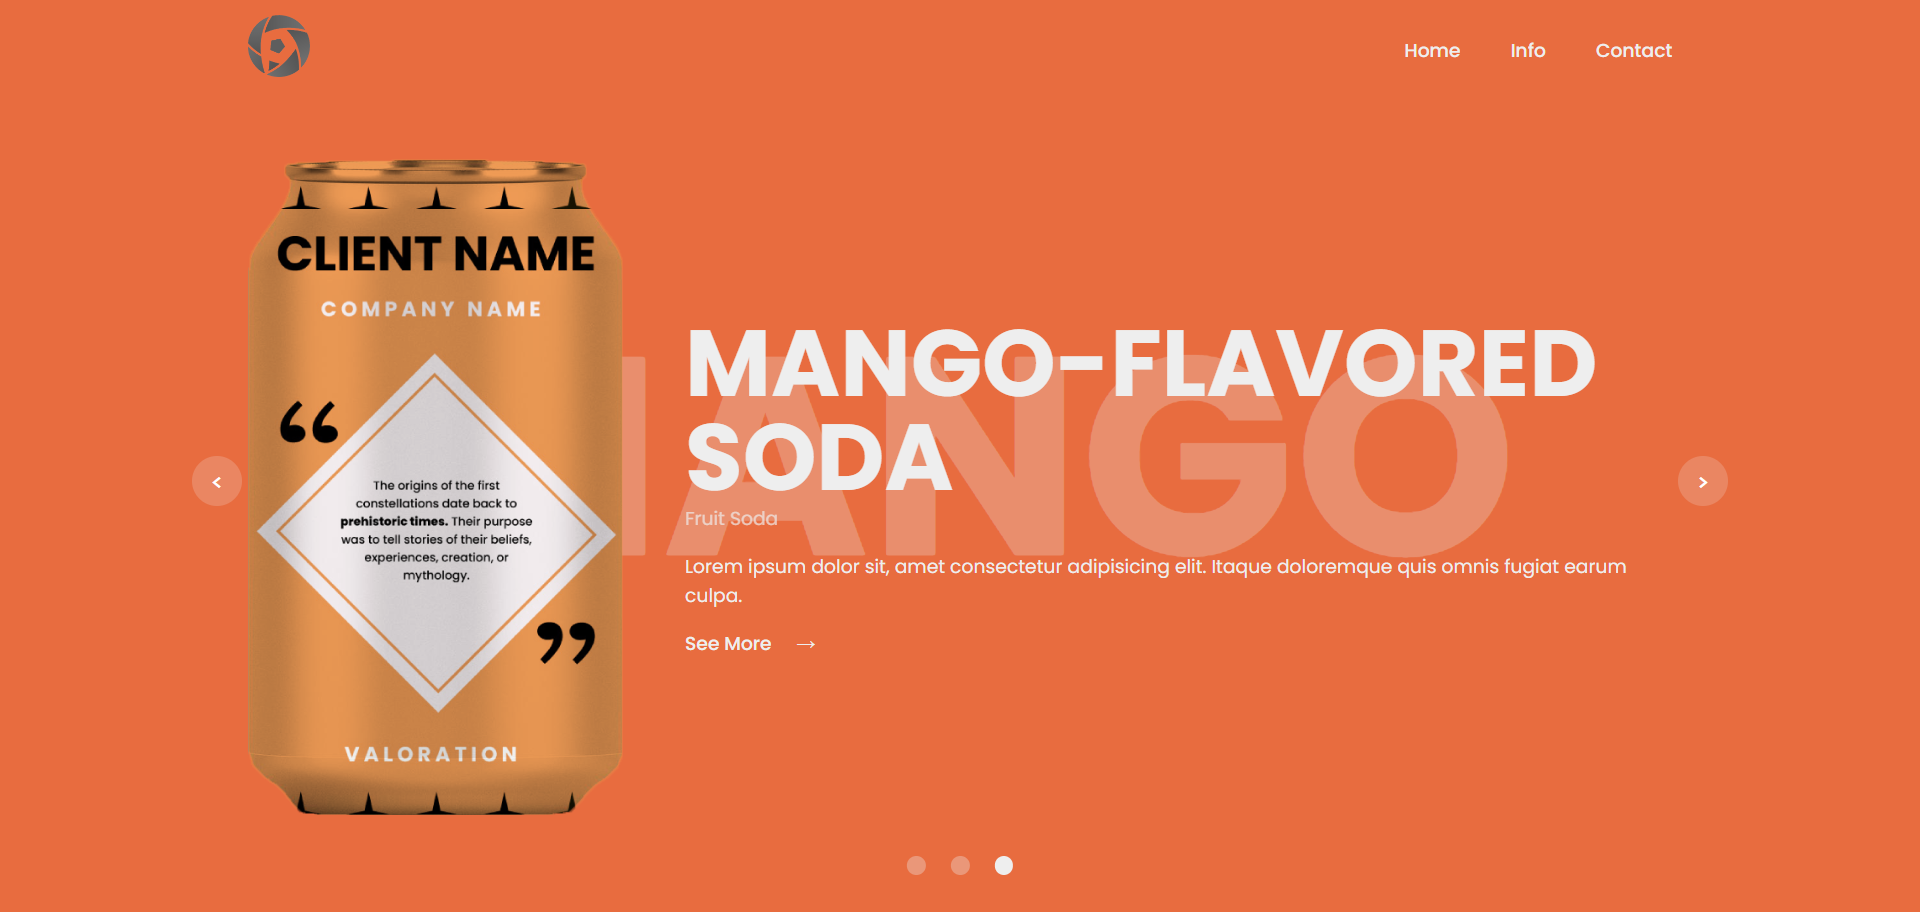 Home Info Contact
CLIENT NAME
COMPANY NAME
“
The origins of the first
constellations date back to
prehistoric times. Their purpose
was to tell stories of their beliefs,
experiences, creation, or
mythology.
”
VALORATION
MANGO
MANGO-FLAVORED
SODA
Fruit Soda
Lorem ipsum dolor sit, amet consectetur adipisicing elit. Itaque doloremque quis omnis fugiat earum
culpa.
See More →
<
>